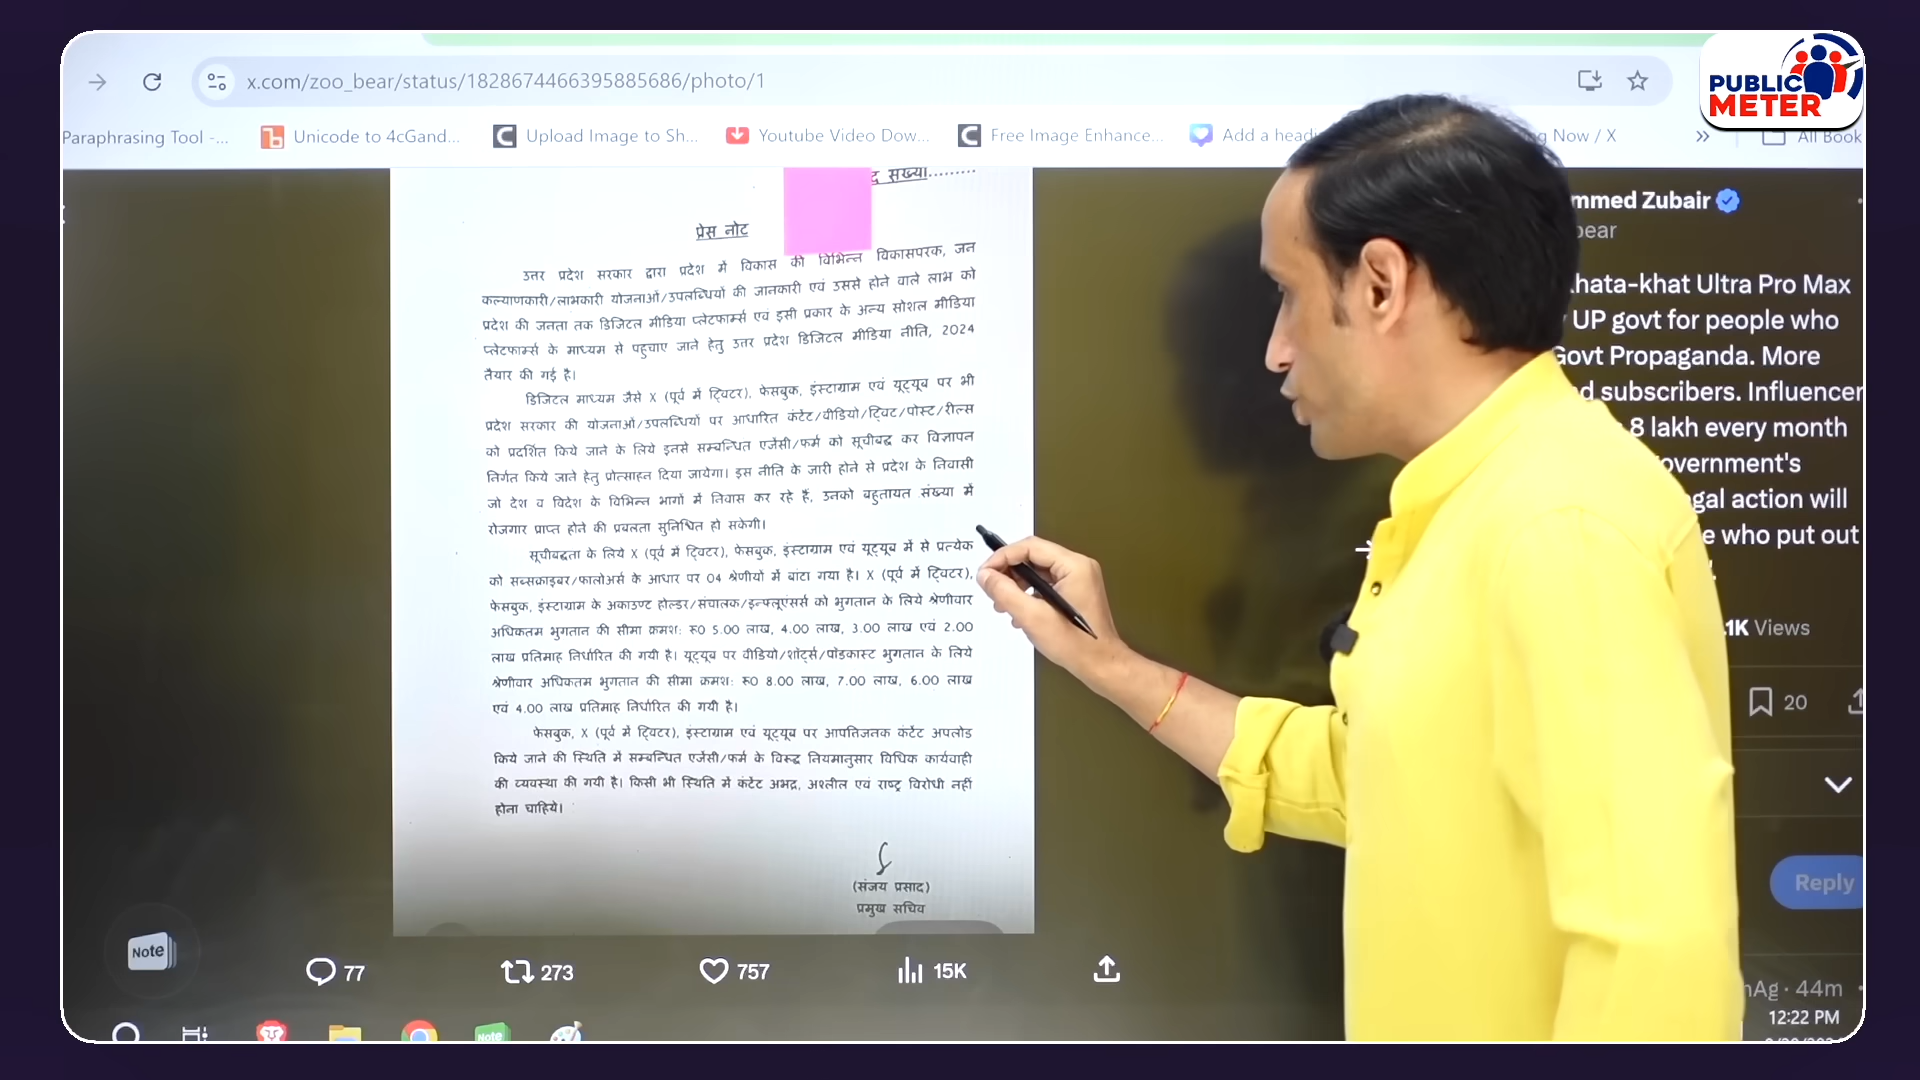 x.com/zoo_bear/status/1828674466395885686/photo/1
PUBLIC
METER
Paraphrasing Tool -...
Unicode to 4cGand...
Upload Image to Sh...
Youtube Video Dow...
Free Image Enhance...
Add a headi
ng Now / X
»
All Book
संख्या.........
प्रेस नोट
उत्तर प्रदेश सरकार द्वारा प्रदेश में विकास की विभिन्न विकासपरक, जन
कल्याणकारी/लाभकारी योजनाओं/उपलब्धियों की जानकारी एवं उससे होने वाले लाभ को
प्रदेश की जनता तक डिजिटल मीडिया प्लेटफार्म्स एवं इसी प्रकार के अन्य सोशल मीडिया
प्लेटफार्म्स के माध्यम से पहुचाए जाने हेतु उत्तर प्रदेश डिजिटल मीडिया नीति, 2024
तैयार की गई है।
डिजिटल माध्यम जैसे X (पूर्व में ट्विटर), फेसबुक, इंस्टाग्राम एवं यूट्यूब पर भी
प्रदेश सरकार की योजनाओं/उपलब्धियों पर आधारित कंटेंट/वीडियो/ट्विट/पोस्ट/रील्स
को प्रदर्शित किये जाने के लिये इनसे सम्बन्धित एजेंसी/फर्म को सूचीबद्ध कर विज्ञापन
निर्गत किये जाने हेतु प्रोत्साहन दिया जायेगा। इस नीति के जारी होने से प्रदेश के निवासी
जो देश व विदेश के विभिन्न भागों में निवास कर रहे हैं, उनको बहुतायत संख्या में
रोजगार प्राप्त होने की प्रबलता सुनिश्चित हो सकेगी।
सूचीबद्धता के लिये X (पूर्व में ट्विटर), फेसबुक, इंस्टाग्राम एवं यूट्यूब में से प्रत्येक
को सब्सक्राइबर/फालोअर्स के आधार पर 04 श्रेणीयों में बांटा गया है। X (पूर्व में ट्विटर),
फेसबुक, इंस्टाग्राम के अकाउण्ट होल्डर/संचालक/इन्फ्लूएंसर्स को भुगतान के लिये श्रेणीवार
अधिकतम भुगतान की सीमा क्रमश: रू0 5.00 लाख, 4.00 लाख, 3.00 लाख एवं 2.00
लाख प्रतिमाह निर्धारित की गयी है। यूट्यूब पर वीडियो/शोर्ट्स/पोडकास्ट भुगतान के लिये
श्रेणीवार अधिकतम भुगतान की सीमा क्रमश: रू0 8.00 लाख, 7.00 लाख, 6.00 लाख
एवं 4.00 लाख प्रतिमाह निर्धारित की गयी है।
फेसबुक, X (पूर्व में ट्विटर), इंस्टाग्राम एवं यूट्यूब पर आपत्तिजनक कंटेंट अपलोड
किये जाने की स्थिति में सम्बन्धित एजेंसी/फर्म के विरूद्ध नियमानुसार विधिक कार्यवाही
की व्यवस्था की गयी है। किसी भी स्थिति में कंटेंट अभद्र, अश्लील एवं राष्ट्र विरोधी नहीं
होना चाहिये।
(संजय प्रसाद)
प्रमुख सचिव
mmed Zubair
bear
khata-khat Ultra Pro Max
UP govt for people who
Govt Propaganda. More
d subscribers. Influencer
8 lakh every month
overnment's
gal action will
e who put out
.1K Views
20
Reply
Ag · 44m
12:22 PM
Note
77
273
757
15K
Note